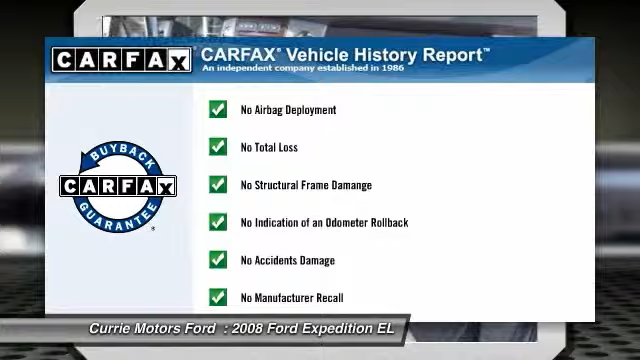 CARFAX CARFAX® Vehicle History Report™
An independent company established in 1986
No Airbag Deployment
No Total Loss
No Structural Frame Damange
No Indication of an Odometer Rollback
No Accidents Damage
No Manufacturer Recall
BUYBACK
CARFAX
GUARANTEE®
Currie Motors Ford : 2008 Ford Expedition EL